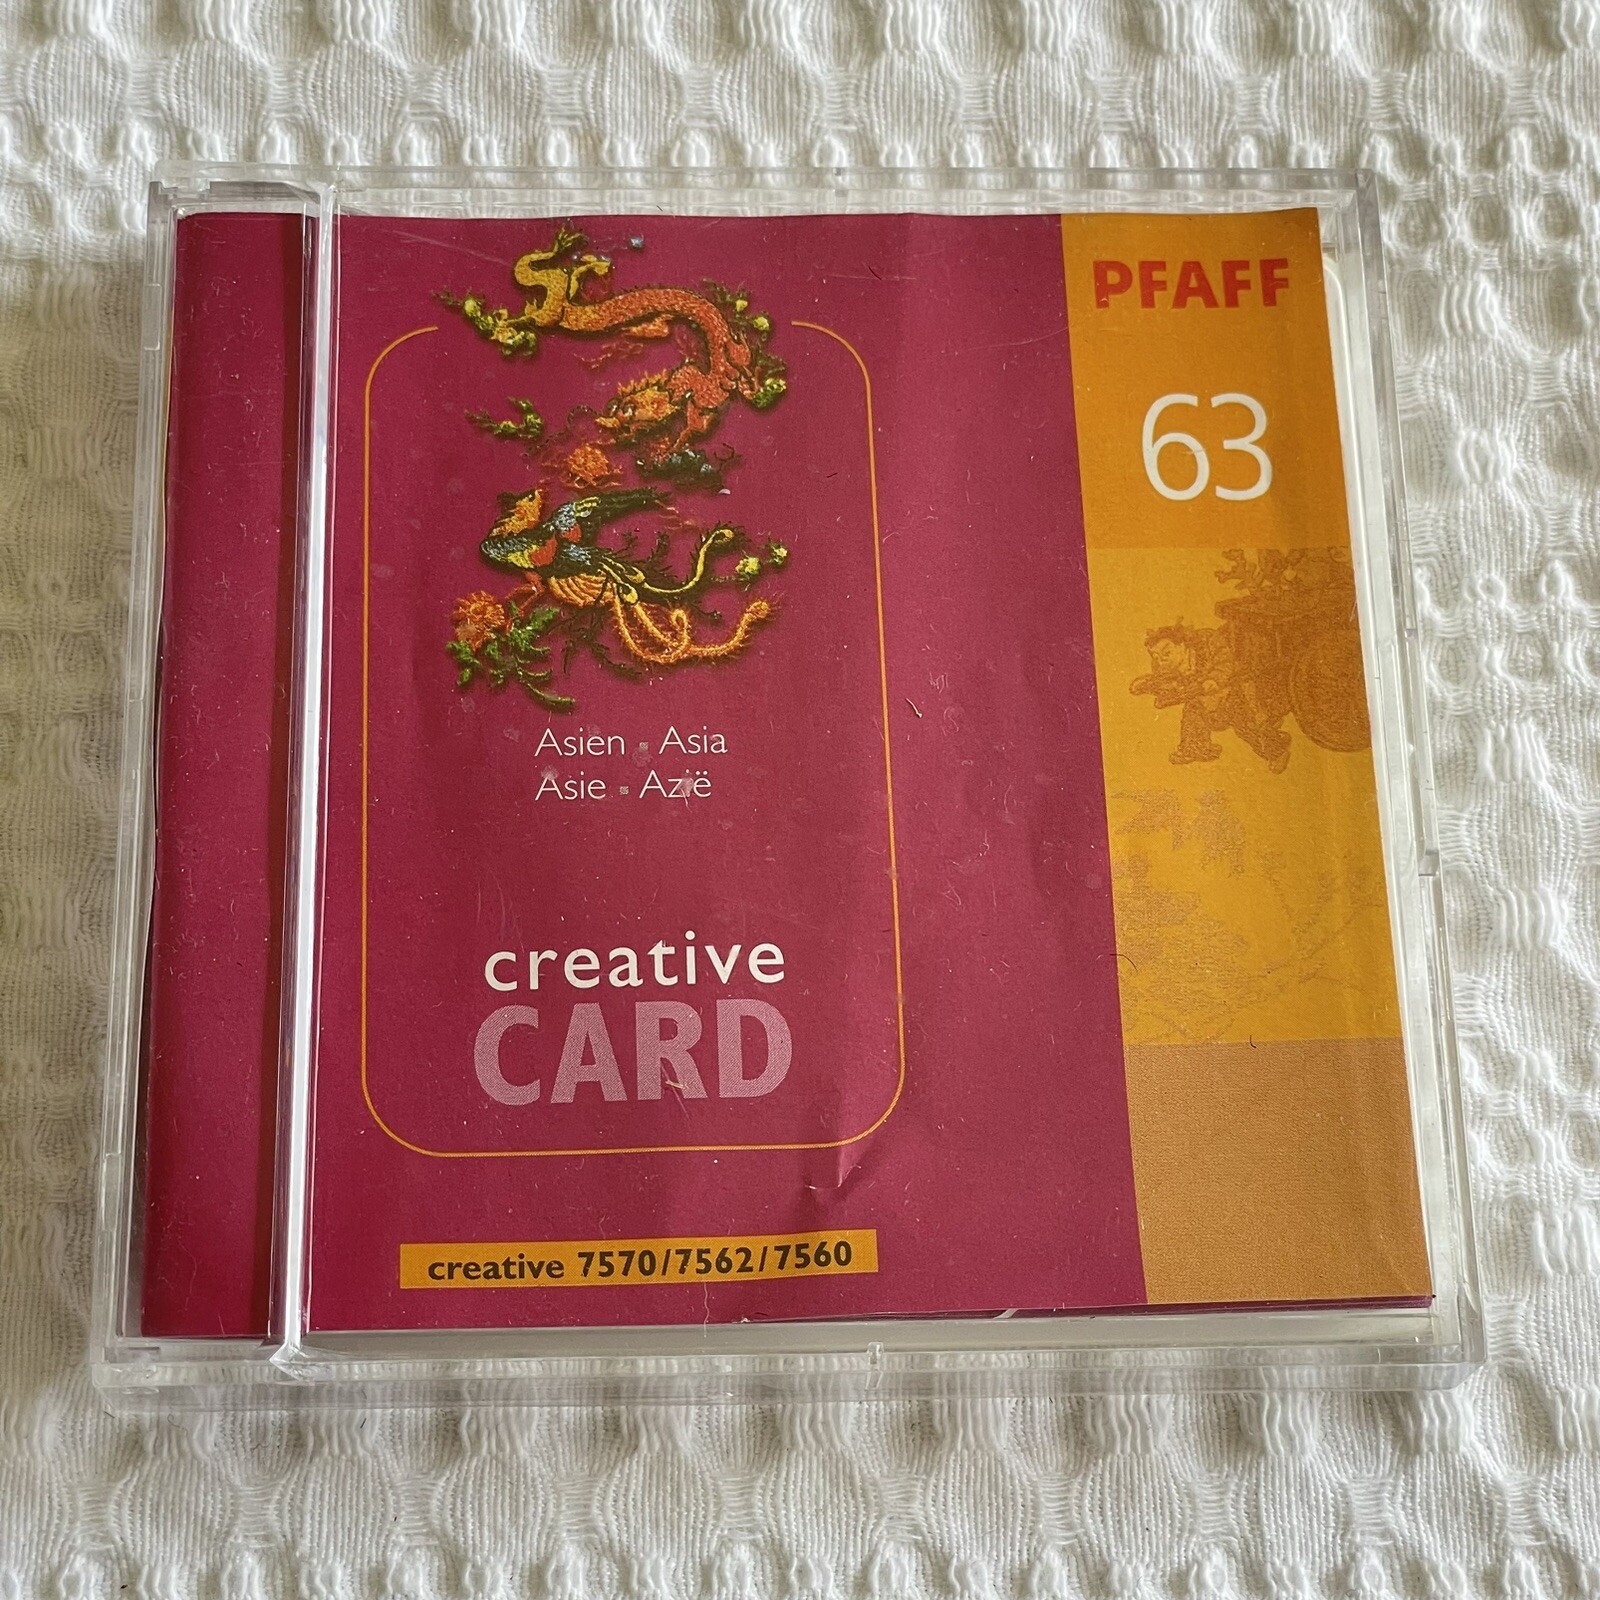 PFAFF
63
Asien ▪ Asia
Asie ▪ Azië
creative
CARD
creative 7570/7562/7560